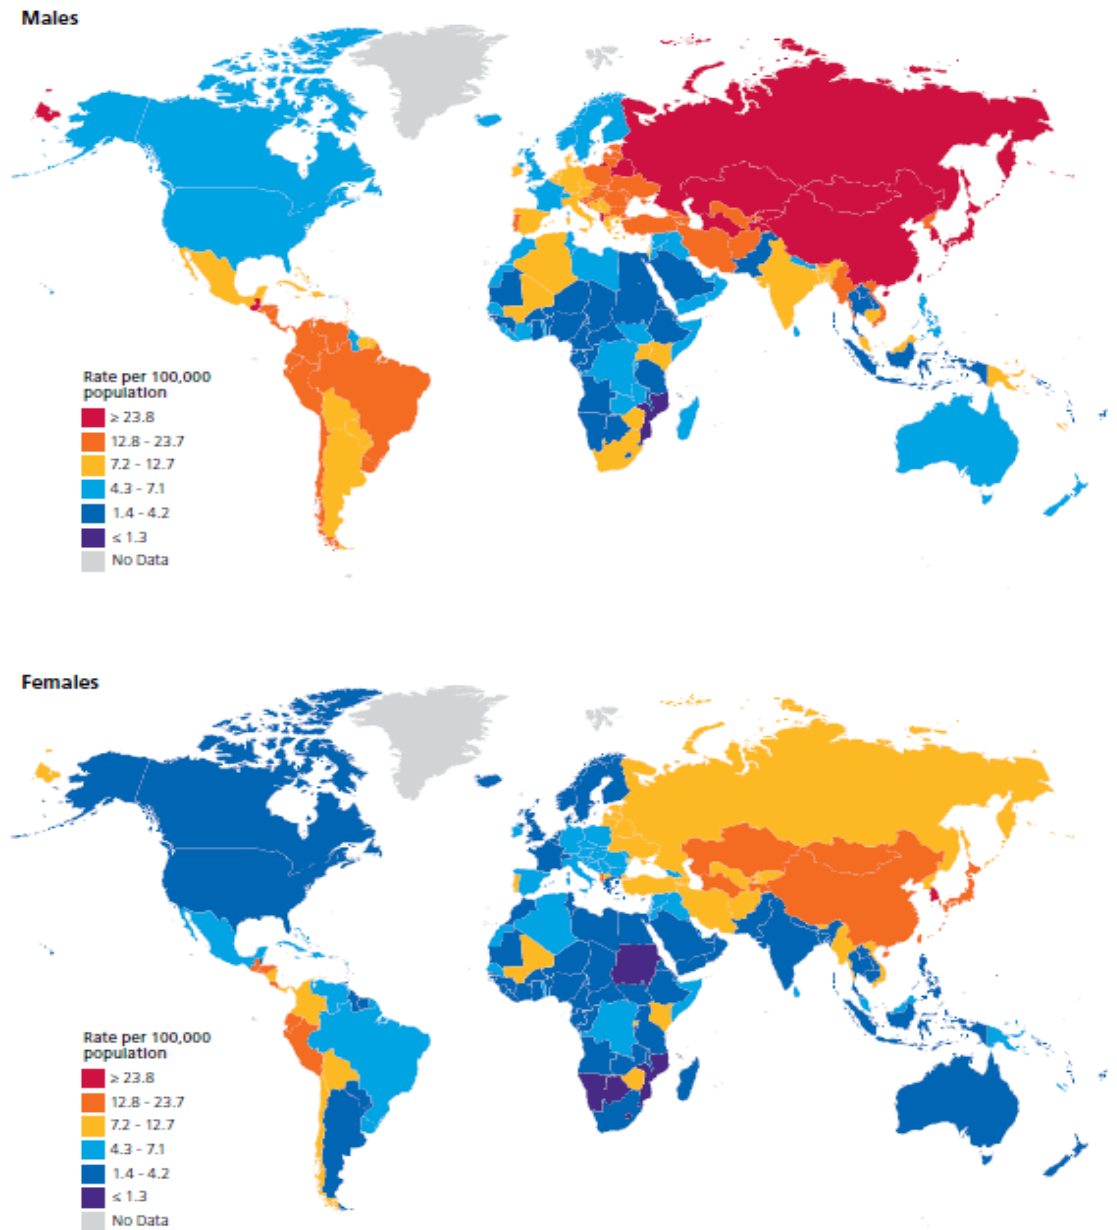 Males
Rate per 100,000
population
≥ 23.8
12.8 - 23.7
7.2 - 12.7
4.3 - 7.1
1.4 - 4.2
≤ 1.3
No Data
Females
Rate per 100,000
population
≥ 23.8
12.8 - 23.7
7.2 - 12.7
4.3 - 7.1
1.4 - 4.2
≤ 1.3
No Data